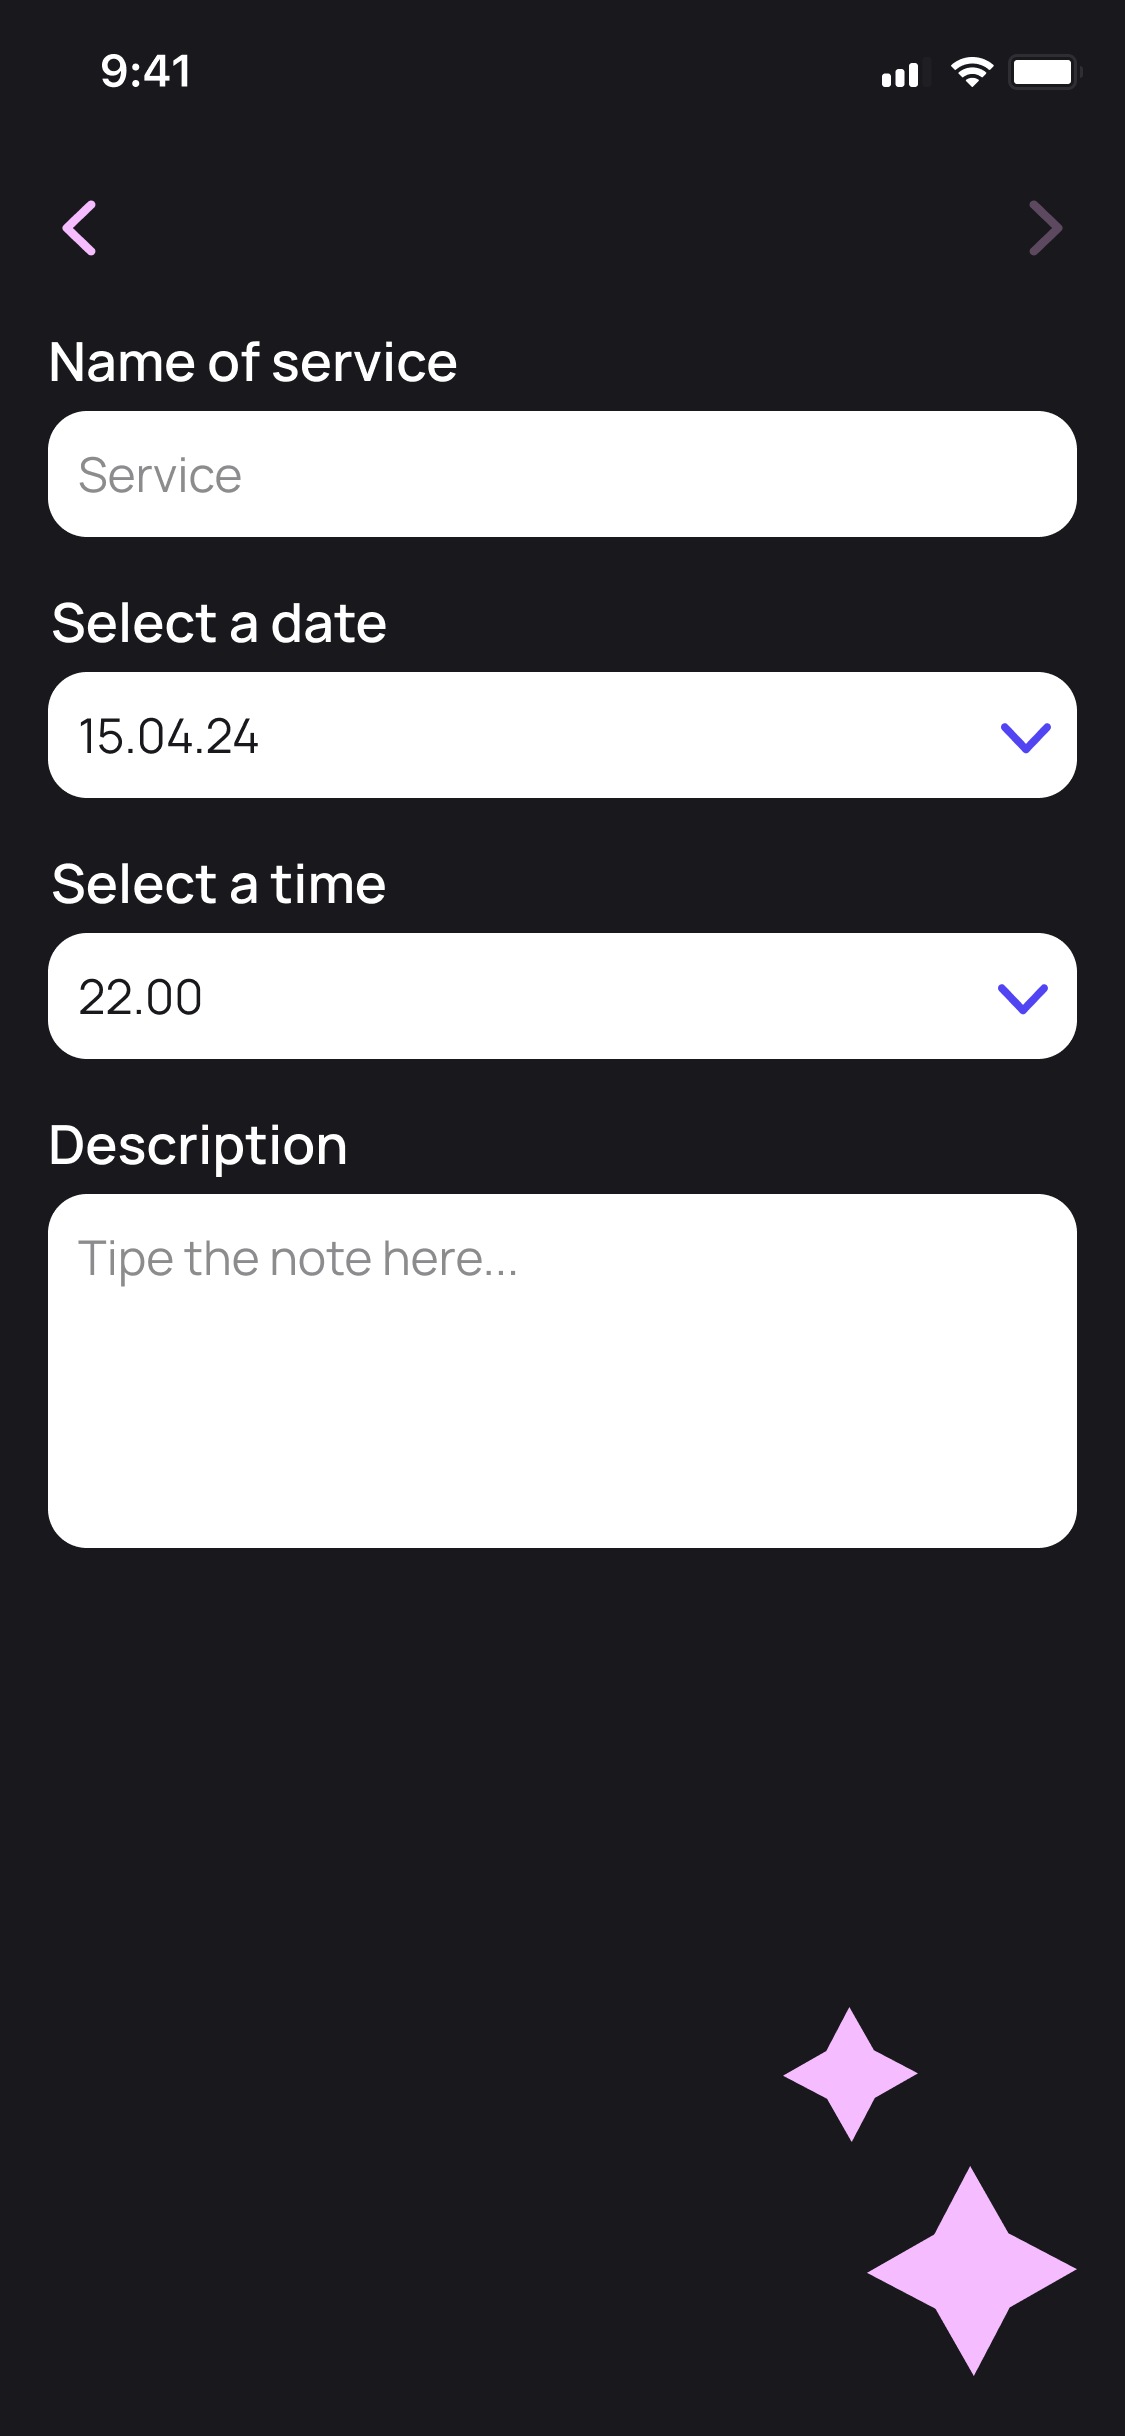 9:41
Name of service
Service
Select a date
15.04.24
Select a time
22.00
Description
Tipe the note here...